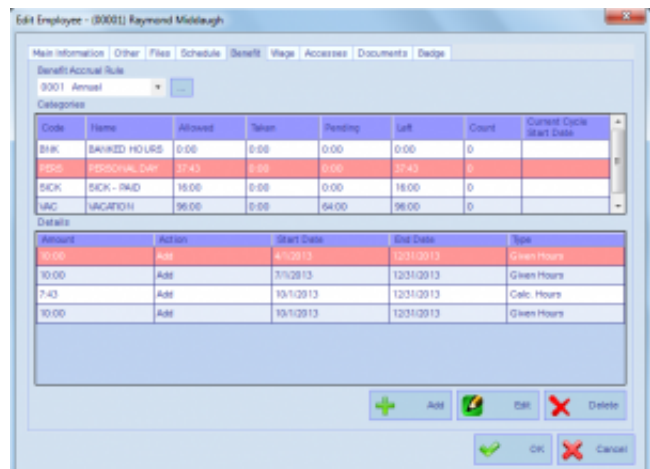 Edit Employee - (00001) Raymond Middaugh
Main Information Other Files Schedule Benefit Wage Accesses Documents Badge
Benefit Accrual Rule
0001 Annual ...
Categories
Code Name Allowed Taken Pending Left Count Current Cycle
Start Date
BNK BANKED HOURS 0:00 0:00 0:00 0:00 0
PERS PERSONAL DAY 37:43 0:00 0:00 37:43 0
SICK SICK - PAID 16:00 0:00 0:00 16:00 0
VAC VACATION 96:00 0:00 64:00 96:00 0
Details
Amount Action Start Date End Date Type
10:00 Add 4/1/2013 12/31/2013 Given Hours
10:00 Add 7/1/2013 12/31/2013 Given Hours
7:43 Add 10/1/2013 12/31/2013 Calc. Hours
10:00 Add 10/1/2013 12/31/2013 Given Hours
Add Edit Delete
OK Cancel